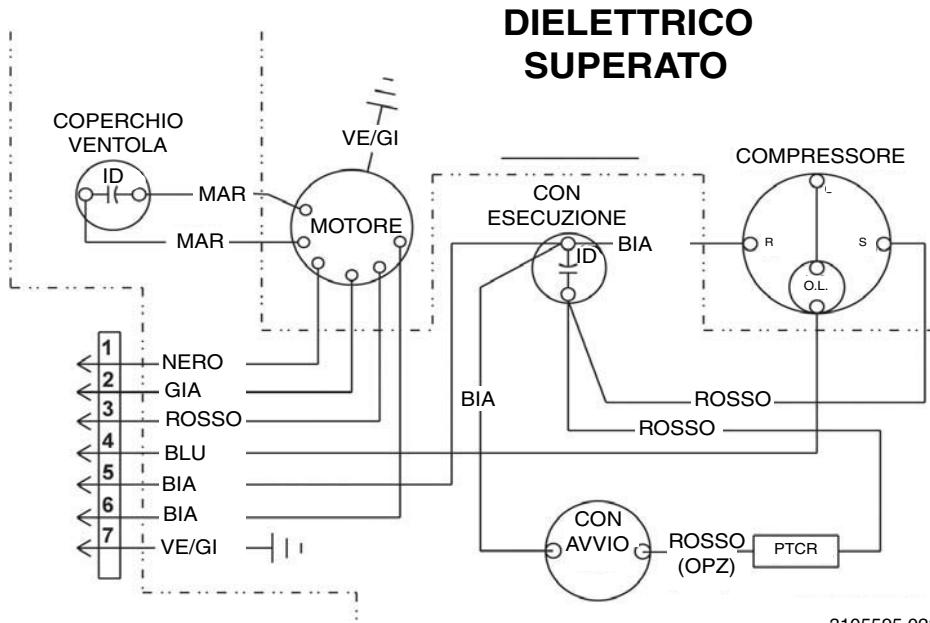 DIELETTRICO
SUPERATO
COPERCHIO
VENTOLA
ID
MAR
MAR
VE/GI
MOTORE
CON
ESECUZIONE
ID
BIA
COMPRESSORE
L
R
S
O.L.
1
NERO
2
GIA
3
ROSSO
4
BLU
5
BIA
6
BIA
7
VE/GI
BIA
ROSSO
ROSSO
CON
AVVIO
ROSSO
(OPZ)
PTCR